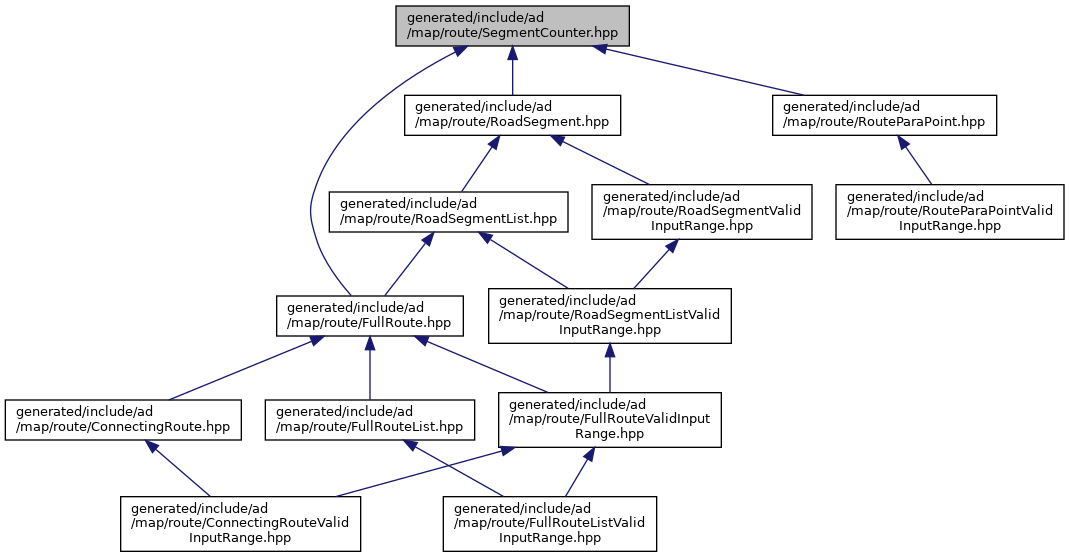 generated/include/ad
/map/route/SegmentCounter.hpp
generated/include/ad
/map/route/RoadSegment.hpp
generated/include/ad
/map/route/RouteParaPoint.hpp
generated/include/ad
/map/route/RoadSegmentList.hpp
generated/include/ad
/map/route/RoadSegmentValid
InputRange.hpp
generated/include/ad
/map/route/RouteParaPointValid
InputRange.hpp
generated/include/ad
/map/route/FullRoute.hpp
generated/include/ad
/map/route/RoadSegmentListValid
InputRange.hpp
generated/include/ad
/map/route/ConnectingRoute.hpp
generated/include/ad
/map/route/FullRouteList.hpp
generated/include/ad
/map/route/FullRouteValidInput
Range.hpp
generated/include/ad
/map/route/ConnectingRouteValid
InputRange.hpp
generated/include/ad
/map/route/FullRouteListValid
InputRange.hpp